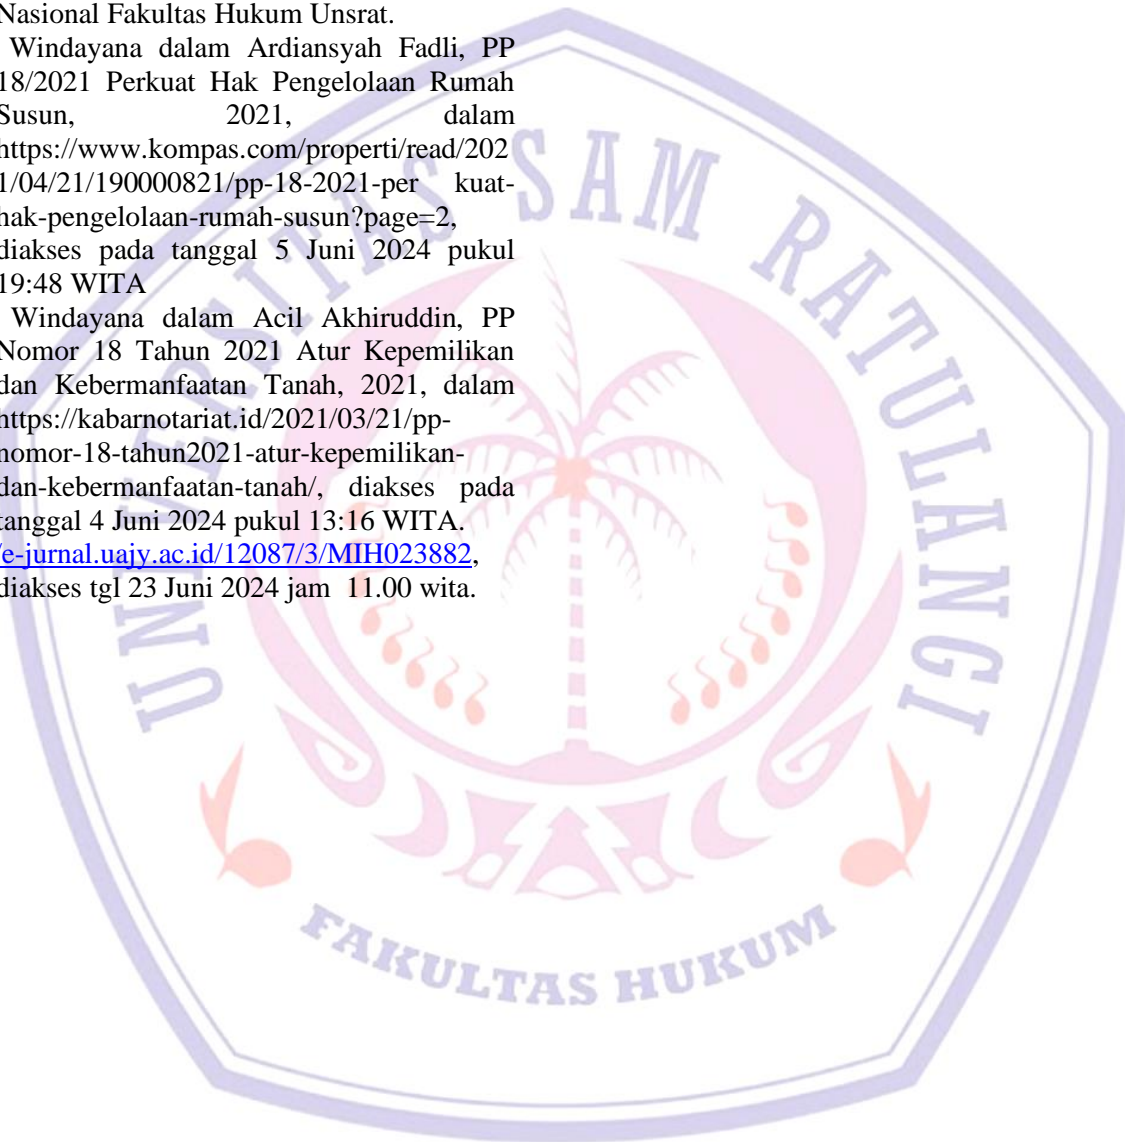 Nasional Fakultas Hukum Unsrat.
Windayana dalam Ardiansyah Fadli, PP
18/2021 Perkuat Hak Pengelolaan Rumah
Susun, 2021, dalam
https://www.kompas.com/properti/read/202
1/04/21/190000821/pp-18-2021-per kuat-
hak-pengelolaan-rumah-susun?page=2,
diakses pada tanggal 5 Juni 2024 pukul
19:48 WITA
Windayana dalam Acil Akhiruddin, PP
Nomor 18 Tahun 2021 Atur Kepemilikan
dan Kebermanfaatan Tanah, 2021, dalam
https://kabarnotariat.id/2021/03/21/pp-
nomor-18-tahun2021-atur-kepemilikan-
dan-kebermanfaatan-tanah/, diakses pada
tanggal 4 Juni 2024 pukul 13:16 WITA.
/e-jurnal.uajy.ac.id/12087/3/MIH023882,
diakses tgl 23 Juni 2024 jam 11.00 wita.
UNIVERSITAS SAM RATULANGI
FAKULTAS HUKUM